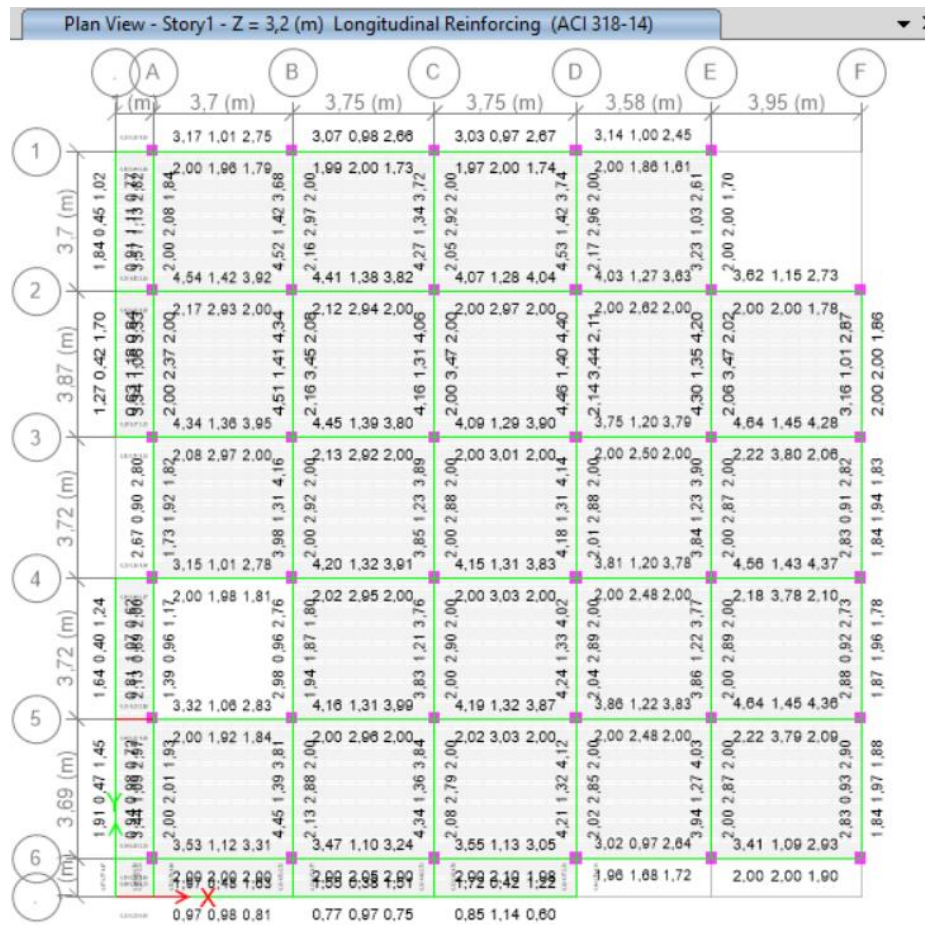 Plan View - Story1 - Z = 3,2 (m) Longitudinal Reinforcing (ACI 318-14)
A B C D E F
(m) 3,7 (m) 3,75 (m) 3,75 (m) 3,58 (m) 3,95 (m)
3,17 1,01 2,75 3,07 0,98 2,66 3,03 0,97 2,67 3,14 1,00 2,45
1
2,00 1,96 1,79 1,99 2,00 1,73 1,97 2,00 1,74 2,00 1,86 1,61
3,7 (m)
1,84 0,45 1,02
2,00 2,08 1,84
4,52 1,42 3,68
2,16 2,97 2,00
4,27 1,34 3,72
2,05 2,92 2,00
4,53 1,42 3,74
2,17 2,96 2,00
3,23 1,03 2,61
2,00 2,00 1,70
4,54 1,42 3,92 4,41 1,38 3,82 4,07 1,28 4,04 4,03 1,27 3,63 3,62 1,15 2,73
2
2,17 2,93 2,00 2,12 2,94 2,00 2,00 2,97 2,00 2,00 2,62 2,00 2,00 2,00 1,78
3,87 (m)
1,27 0,42 1,70
2,00 2,37 2,00
4,51 1,41 4,34
2,16 3,45 2,08
4,16 1,31 4,06
2,00 3,47 2,00
4,46 1,40 4,40
2,14 3,44 2,11
4,30 1,35 4,20
2,06 3,47 2,02
3,16 1,01 2,87
2,00 2,00 1,86
4,34 1,36 3,95 4,45 1,39 3,80 4,09 1,29 3,90 3,75 1,20 3,79 4,64 1,45 4,28
3
2,08 2,97 2,00 2,13 2,92 2,00 2,00 3,01 2,00 2,00 2,50 2,00 2,22 3,80 2,06
3,72 (m)
2,67 0,90 2,80
1,73 1,92 1,82
3,98 1,31 4,16
2,00 2,92 2,00
3,85 1,23 3,89
2,00 2,88 2,00
4,18 1,31 4,14
2,01 2,88 2,00
3,84 1,23 3,90
2,00 2,87 2,00
2,83 0,91 2,82
1,84 1,94 1,83
3,15 1,01 2,78 4,20 1,32 3,91 4,15 1,31 3,83 3,81 1,20 3,78 4,56 1,43 4,37
4
2,00 1,98 1,81 2,02 2,95 2,00 2,00 3,03 2,00 2,00 2,48 2,00 2,18 3,78 2,10
3,72 (m)
1,64 0,40 1,24
1,39 0,96 1,17
2,98 0,96 2,76
1,94 1,87 1,80
3,83 1,21 3,76
2,00 2,90 2,00
4,24 1,33 4,02
2,04 2,89 2,00
3,86 1,22 3,77
2,00 2,89 2,00
2,88 0,92 2,73
1,87 1,96 1,78
3,32 1,06 2,83 4,16 1,31 3,99 4,19 1,32 3,87 3,86 1,22 3,83 4,64 1,45 4,36
5
2,00 1,92 1,84 2,00 2,96 2,00 2,02 3,03 2,00 2,00 2,48 2,00 2,22 3,79 2,09
3,69 (m)
1,91 0,47 1,45
2,00 2,01 1,93
4,45 1,39 3,81
2,13 2,88 2,00
4,34 1,36 3,84
2,08 2,79 2,00
4,21 1,32 4,12
2,02 2,85 2,00
3,94 1,27 4,03
2,00 2,87 2,00
2,83 0,93 2,90
1,84 1,97 1,88
Y
3,53 1,12 3,31 3,47 1,10 3,24 3,55 1,13 3,05 3,02 0,97 2,64 3,41 1,09 2,93
6
(m)
1,96 1,68 1,72 2,00 2,00 1,90
X
0,97 0,98 0,81 0,77 0,97 0,75 0,85 1,14 0,60